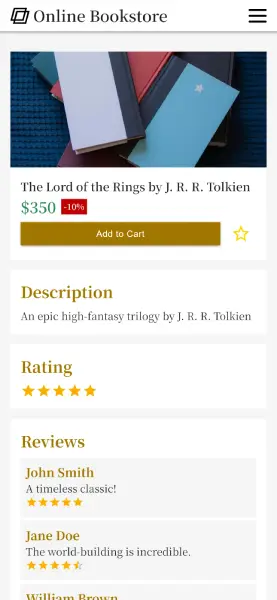 Online Bookstore
The Lord of the Rings by J. R. R. Tolkien
$350 -10%
Add to Cart
Description
An epic high-fantasy trilogy by J. R. R. Tolkien
Rating
Reviews
John Smith
A timeless classic!
Jane Doe
The world-building is incredible.
William Brown